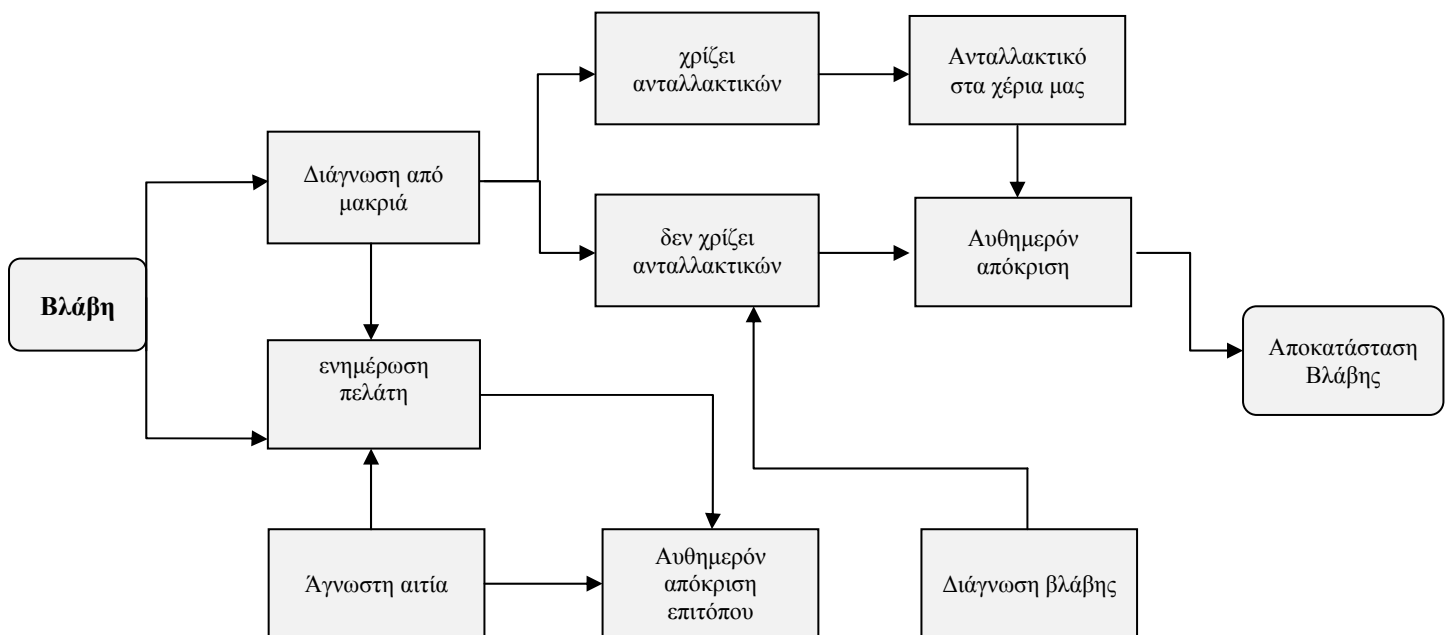 χρίζει
ανταλλακτικών
Ανταλλακτικό
στα χέρια μας
Διάγνωση από
μακριά
δεν χρίζει
ανταλλακτικών
Αυθημερόν
απόκριση
Βλάβη
ενημέρωση
πελάτη
Αποκατάσταση
Βλάβης
Άγνωστη αιτία
Αυθημερόν
απόκριση
επιτόπου
Διάγνωση βλάβης